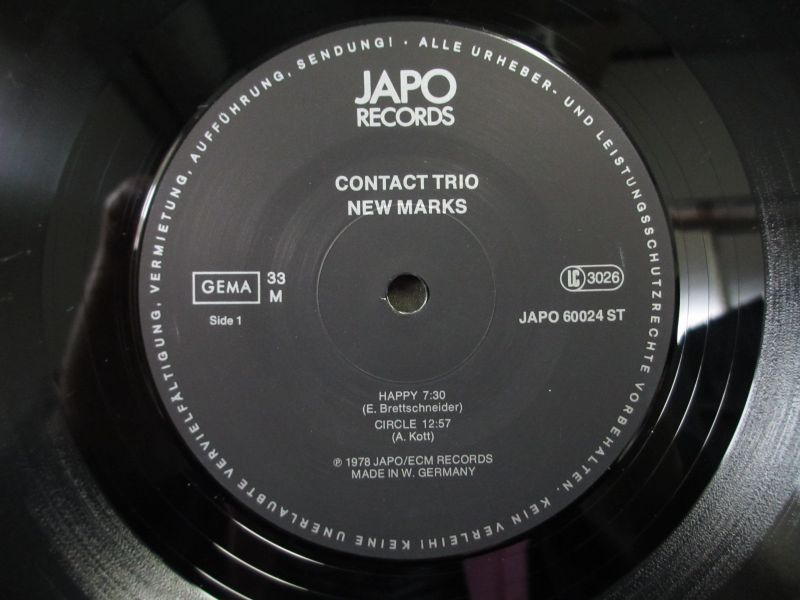 JAPO
RECORDS
CONTACT TRIO
NEW MARKS
GEMA
33
M
LC 3026
Side 1
JAPO 60024 ST
HAPPY 7:30
(E. Brettschneider)
CIRCLE 12:57
(A. Kott)
℗ 1978 JAPO/ECM RECORDS
MADE IN W. GERMANY
ALLE URHEBER- UND LEISTUNGSSCHUTZRECHTE VORBEHALTEN. KEIN VERLEIH! KEINE UNERLAUBTE VERVIELFÄLTIGUNG, VERMIETUNG, AUFFÜHRUNG, SENDUNG! ·